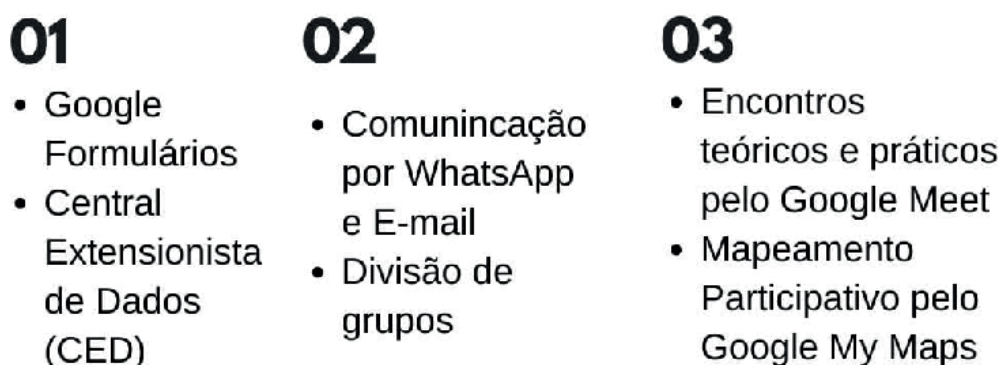 01
• Google
Formulários
• Central
Extensionista
de Dados
(CED)
02
• Comunincação
por WhatsApp
e E-mail
• Divisão de
grupos
03
• Encontros
teóricos e práticos
pelo Google Meet
• Mapeamento
Participativo pelo
Google My Maps